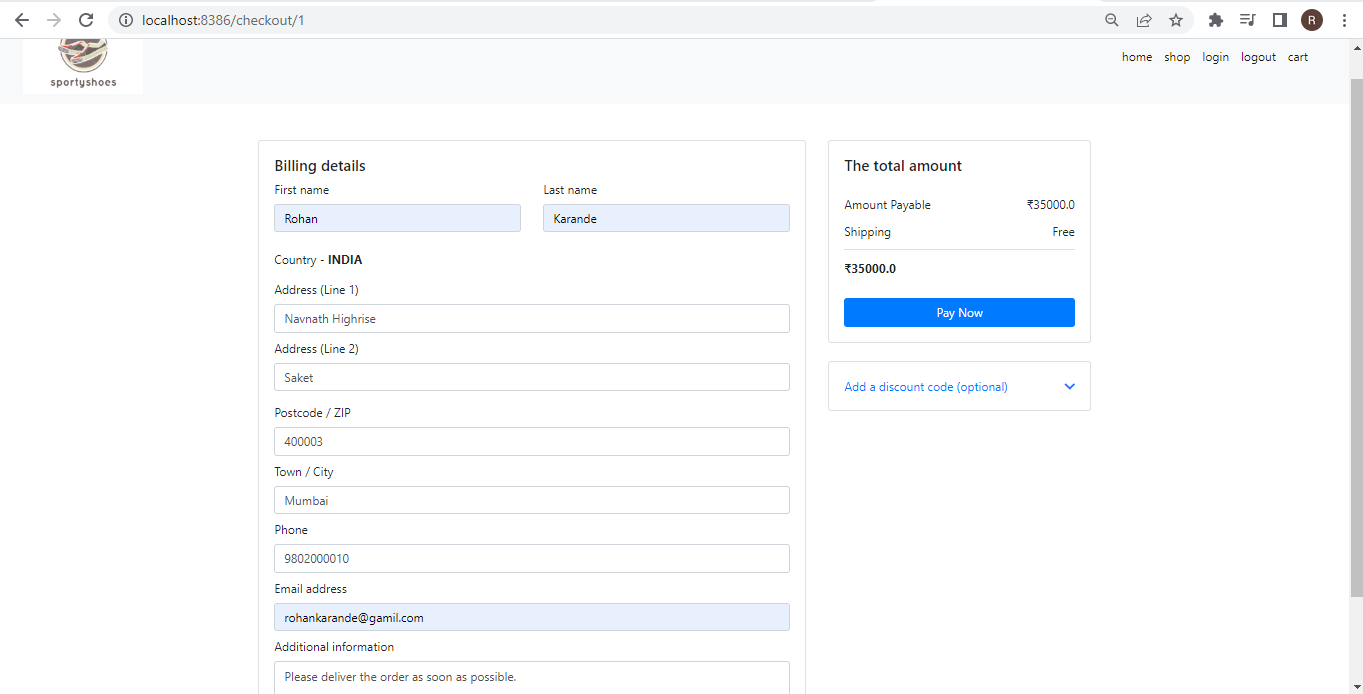 localhost:8386/checkout/1
R
sportyshoes
home shop login logout cart
Billing details
First name Last name
Rohan Karande
Country - INDIA
Address (Line 1)
Navnath Highrise
Address (Line 2)
Saket
Postcode / ZIP
400003
Town / City
Mumbai
Phone
9802000010
Email address
rohankarande@gamil.com
Additional information
Please deliver the order as soon as possible.
The total amount
Amount Payable ₹35000.0
Shipping Free
₹35000.0
Pay Now
Add a discount code (optional)